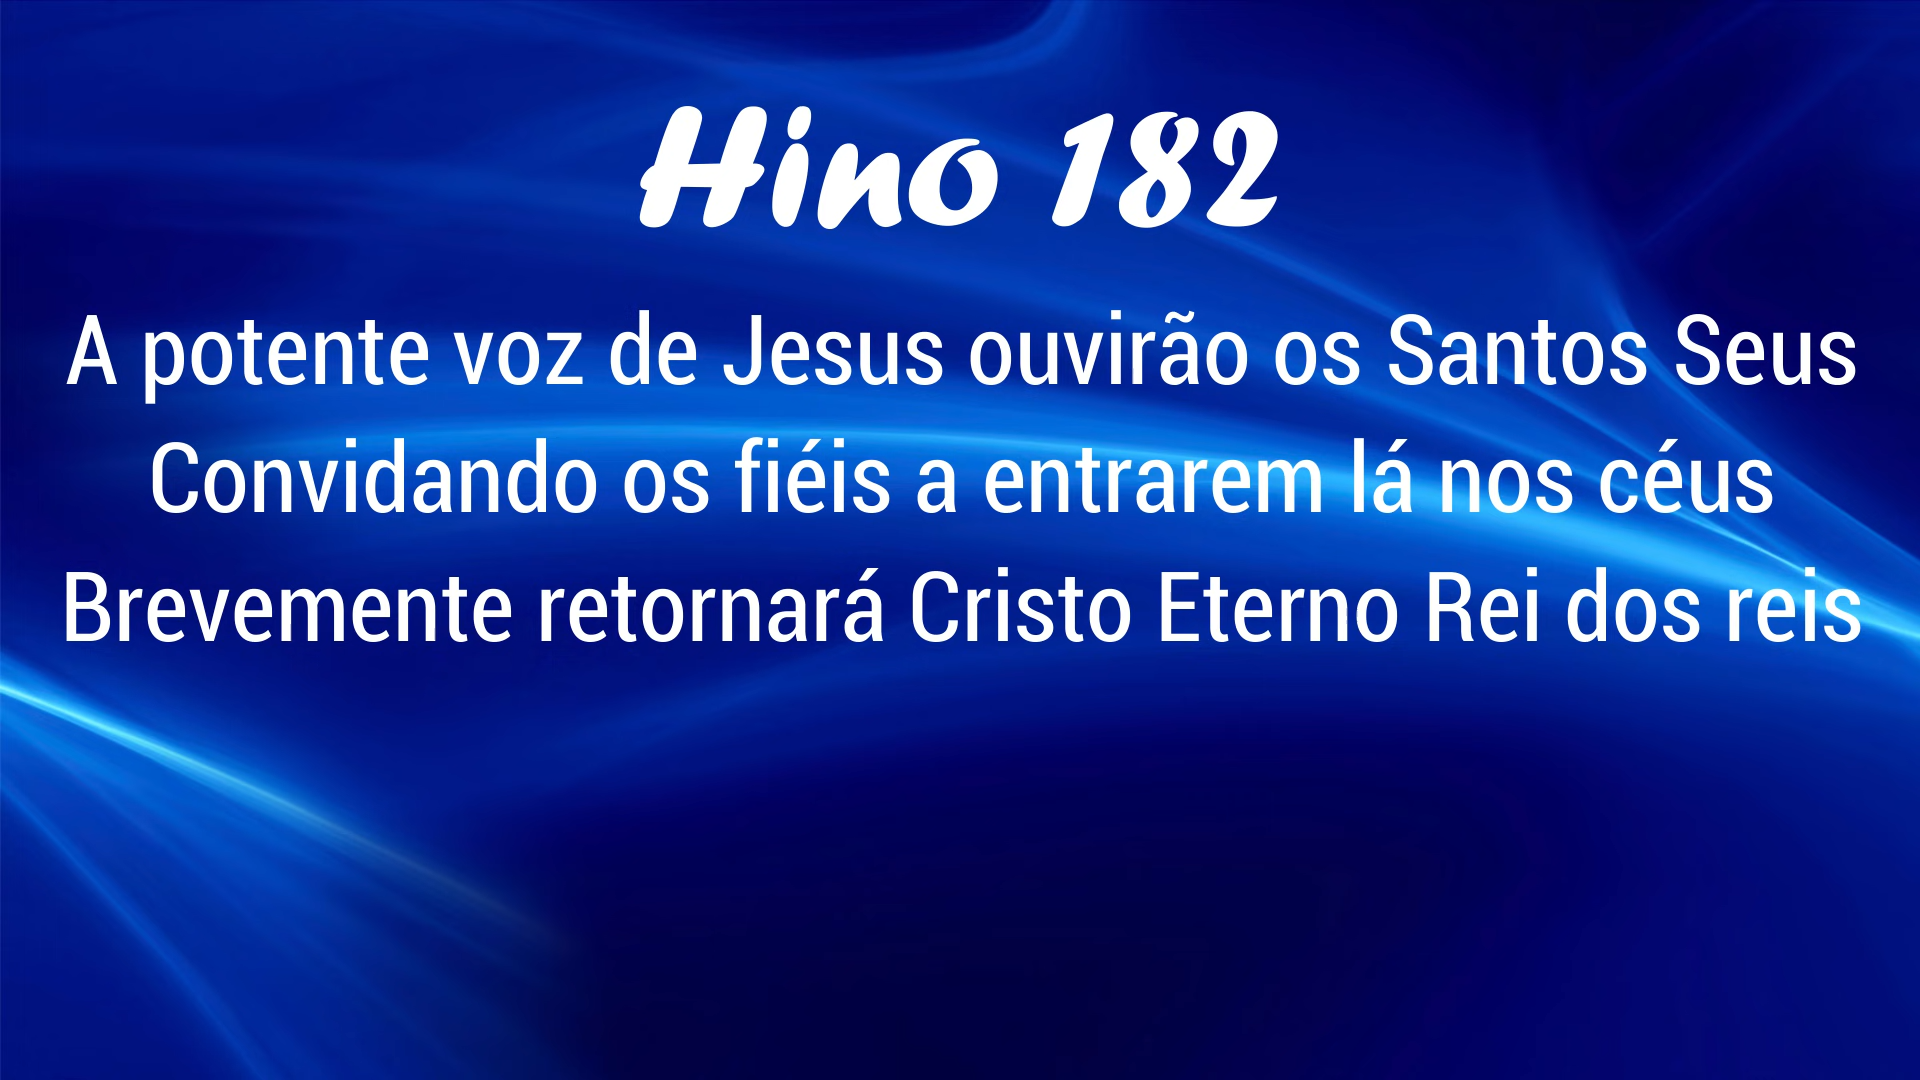 Hino 182
A potente voz de Jesus ouvirão os Santos Seus
Convidando os fiéis a entrarem lá nos céus
Brevemente retornará Cristo Eterno Rei dos reis